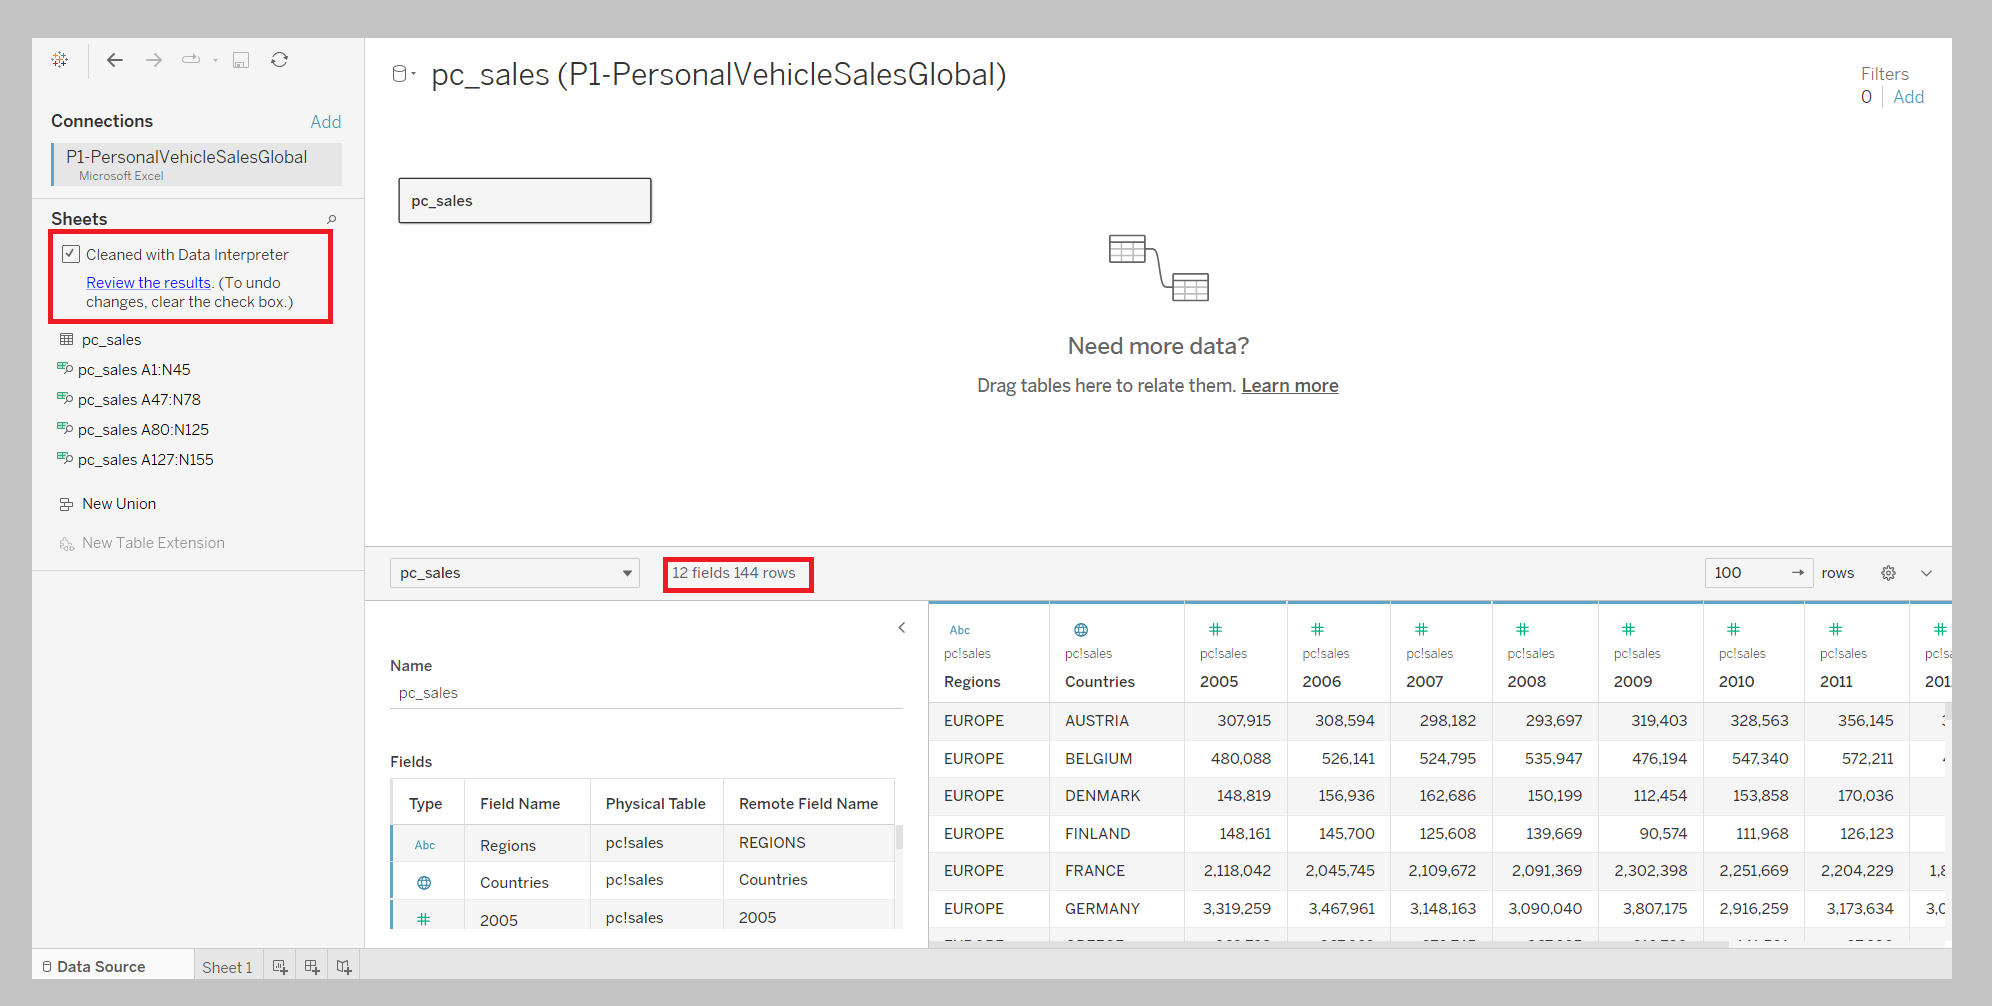 pc_sales (P1-PersonalVehicleSalesGlobal)
Filters
0 Add
Connections Add
P1-PersonalVehicleSalesGlobal
Microsoft Excel
Sheets
Cleaned with Data Interpreter
Review the results. (To undo
changes, clear the check box.)
pc_sales
pc_sales A1:N45
pc_sales A47:N78
pc_sales A80:N125
pc_sales A127:N155
New Union
New Table Extension
pc_sales
Need more data?
Drag tables here to relate them. Learn more
pc_sales 12 fields 144 rows 100 rows
Name
pc_sales
Fields
Type Field Name Physical Table Remote Field Name
Abc Regions pc!sales REGIONS
Countries pc!sales Countries
2005 pc!sales 2005
Abc
pc!sales pc!sales pc!sales pc!sales pc!sales pc!sales pc!sales pc!sales pc!sales
Regions Countries 2005 2006 2007 2008 2009 2010 2011
EUROPE AUSTRIA 307,915 308,594 298,182 293,697 319,403 328,563 356,145
EUROPE BELGIUM 480,088 526,141 524,795 535,947 476,194 547,340 572,211
EUROPE DENMARK 148,819 156,936 162,686 150,199 112,454 153,858 170,036
EUROPE FINLAND 148,161 145,700 125,608 139,669 90,574 111,968 126,123
EUROPE FRANCE 2,118,042 2,045,745 2,109,672 2,091,369 2,302,398 2,251,669 2,204,229
EUROPE GERMANY 3,319,259 3,467,961 3,148,163 3,090,040 3,807,175 2,916,259 3,173,634
Data Source Sheet 1